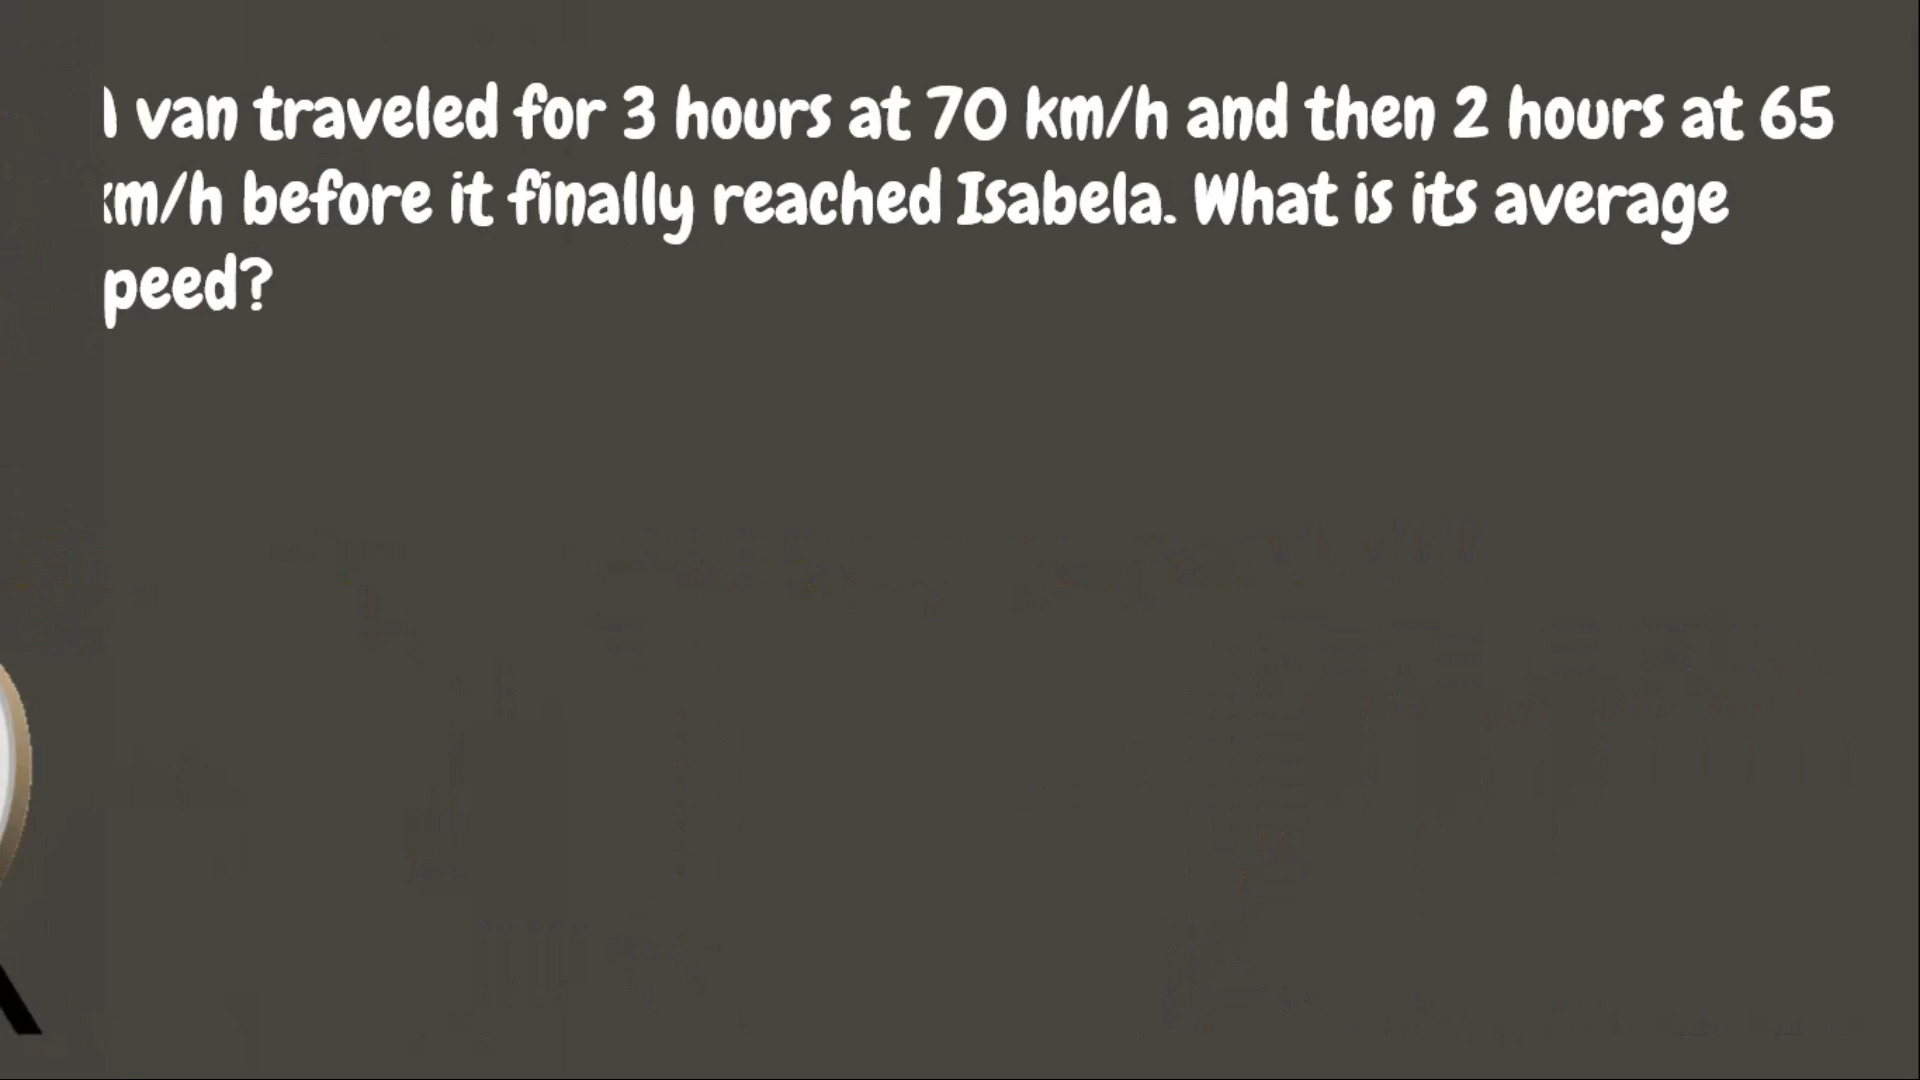 van traveled for 3 hours at 70 km/h and then 2 hours at 65
km/h before it finally reached Isabela. What is its average
peed?